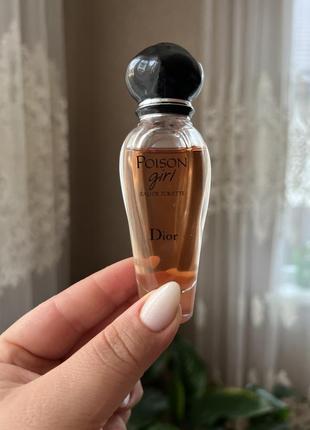 POISON
girl
EAU DE TOILETTE
Dior